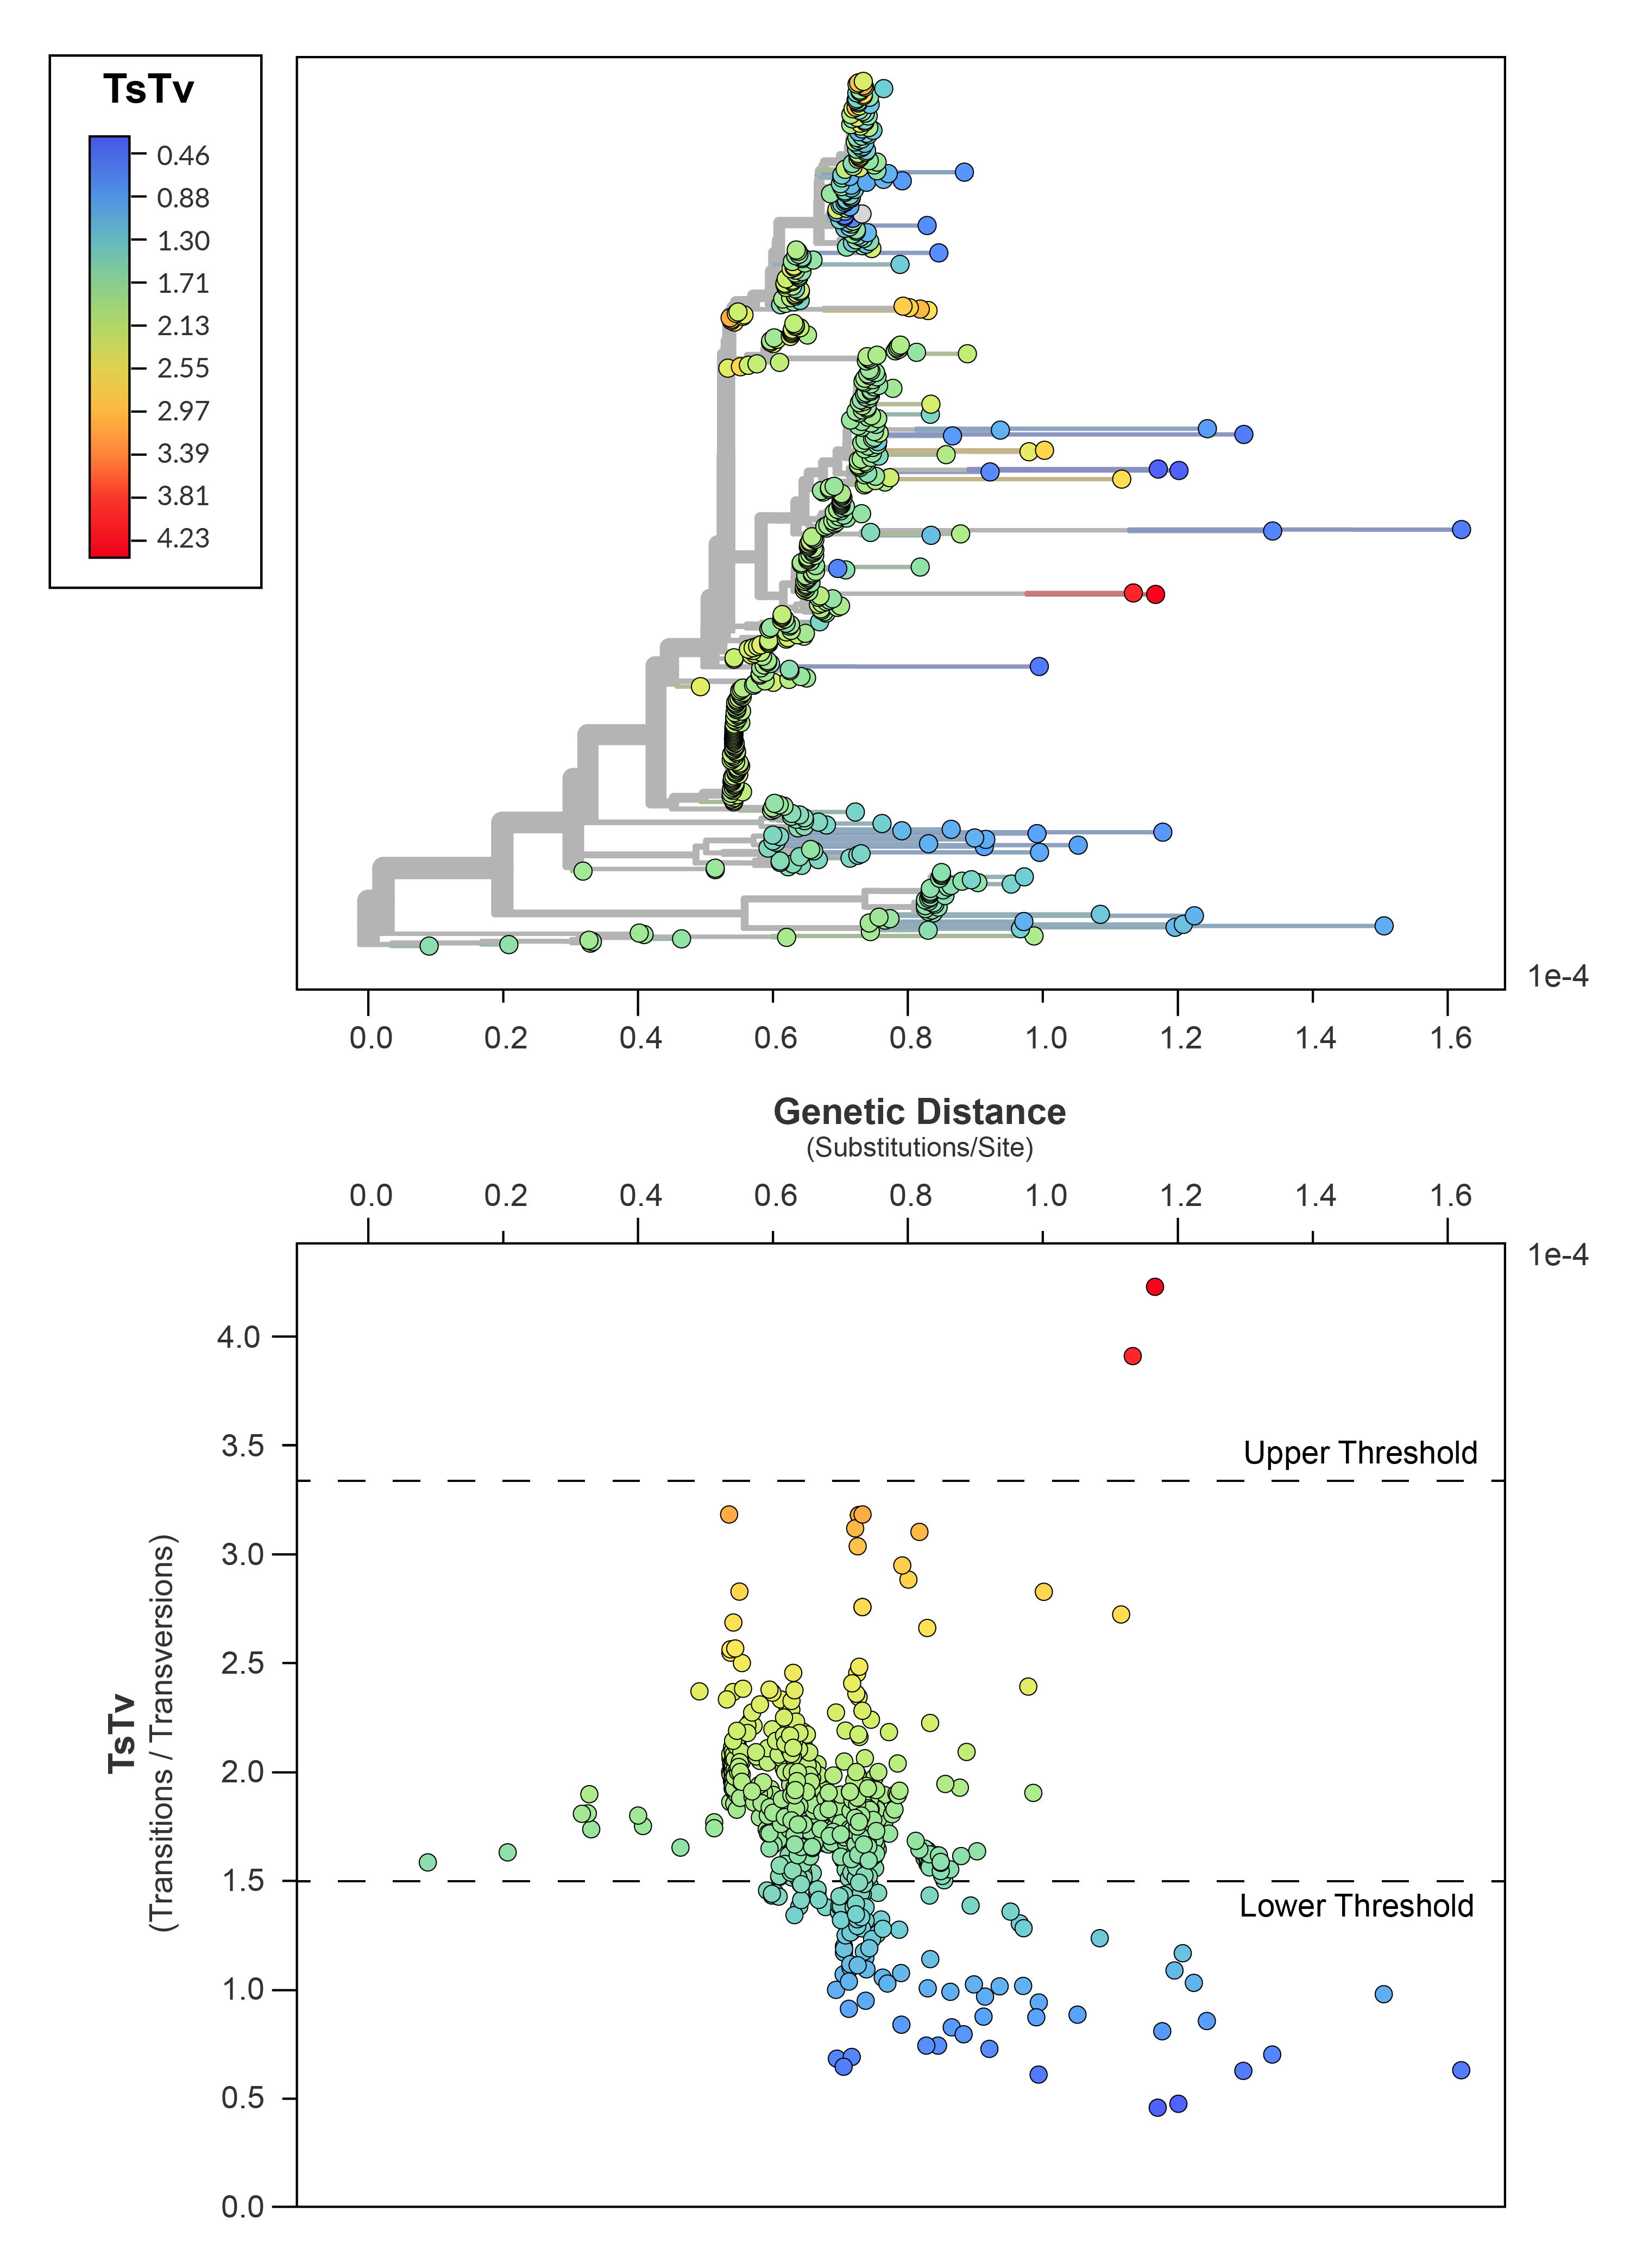 TsTv
0.46
0.88
1.30
1.71
2.13
2.55
2.97
3.39
3.81
4.23
1e-4
0.0 0.2 0.4 0.6 0.8 1.0 1.2 1.4 1.6
Genetic Distance
(Substitutions/Site)
0.0 0.2 0.4 0.6 0.8 1.0 1.2 1.4 1.6
1e-4
TsTv
(Transitions / Transversions)
4.0
3.5
Upper Threshold
3.0
2.5
2.0
1.5
Lower Threshold
1.0
0.5
0.0